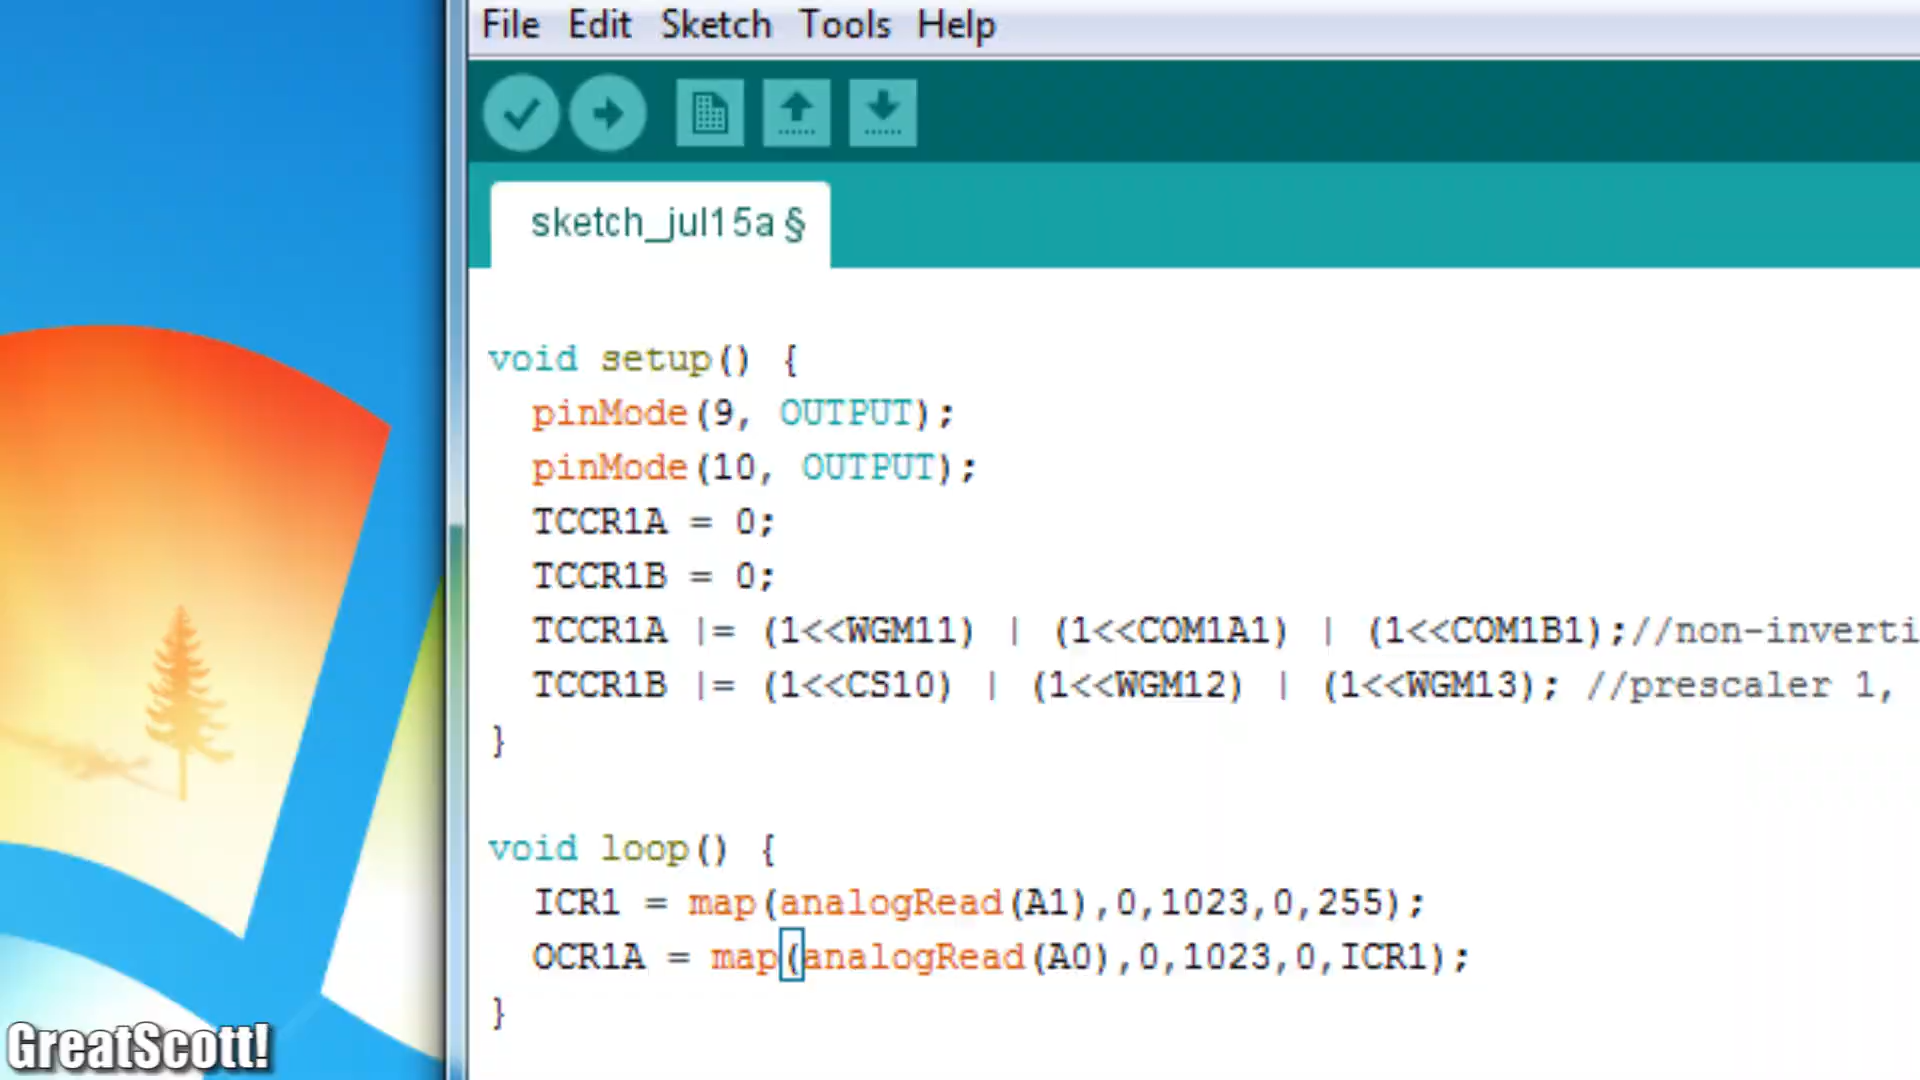 File Edit Sketch Tools Help
sketch_jul15a §
void setup() {
pinMode(9, OUTPUT);
pinMode(10, OUTPUT);
TCCR1A = 0;
TCCR1B = 0;
TCCR1A |= (1<<WGM11) | (1<<COM1A1) | (1<<COM1B1);//non-inverti
TCCR1B |= (1<<CS10) | (1<<WGM12) | (1<<WGM13); //prescaler 1,
}
void loop() {
ICR1 = map(analogRead(A1),0,1023,0,255);
OCR1A = map(analogRead(A0),0,1023,0,ICR1);
}
GreatScott!